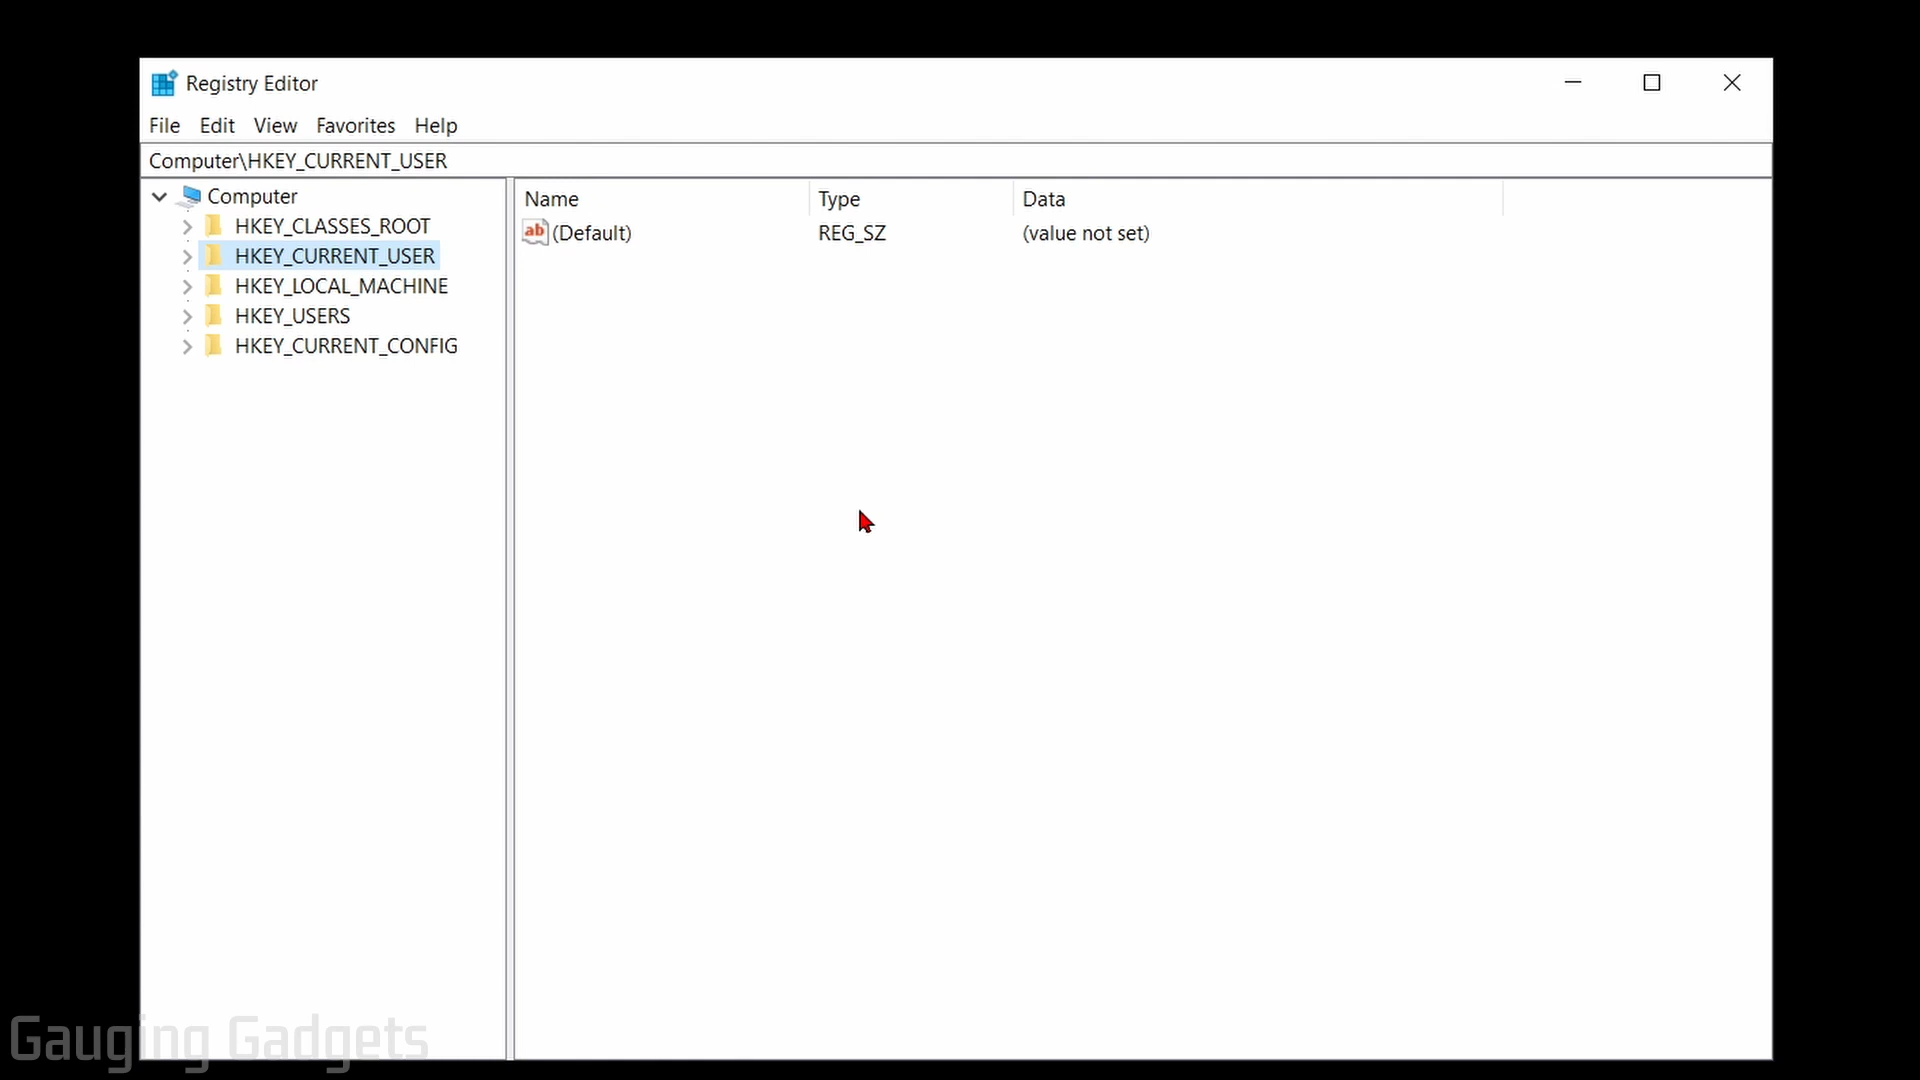 Registry Editor
File Edit View Favorites Help
Computer\HKEY_CURRENT_USER
Computer
HKEY_CLASSES_ROOT
HKEY_CURRENT_USER
HKEY_LOCAL_MACHINE
HKEY_USERS
HKEY_CURRENT_CONFIG
Name Type Data
ab (Default) REG_SZ (value not set)
Gauging Gadgets